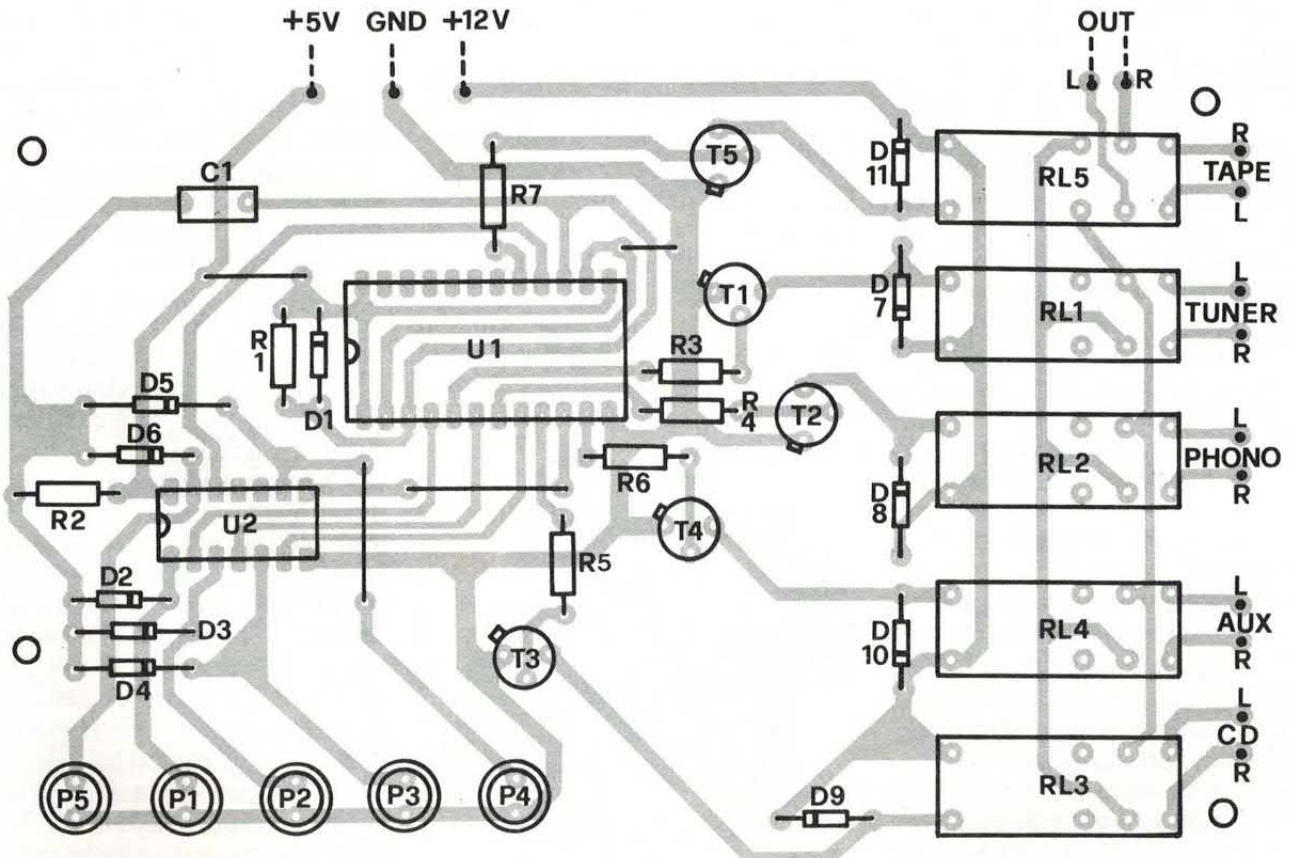 +5V GND +12V
OUT
L R
R
TAPE
L
C1
R7
T5
D
11
RL5
L
TUNER
R
T1
D
7
RL1
R
1
D1
U1
R3
R
4
T2
D5
D6
R2
U2
R6
T4
D
8
RL2
L
PHONO
R
D2
D3
D4
R5
T3
D
10
RL4
L
AUX
R
L
CD
R
P5 P1 P2 P3 P4
D9
RL3